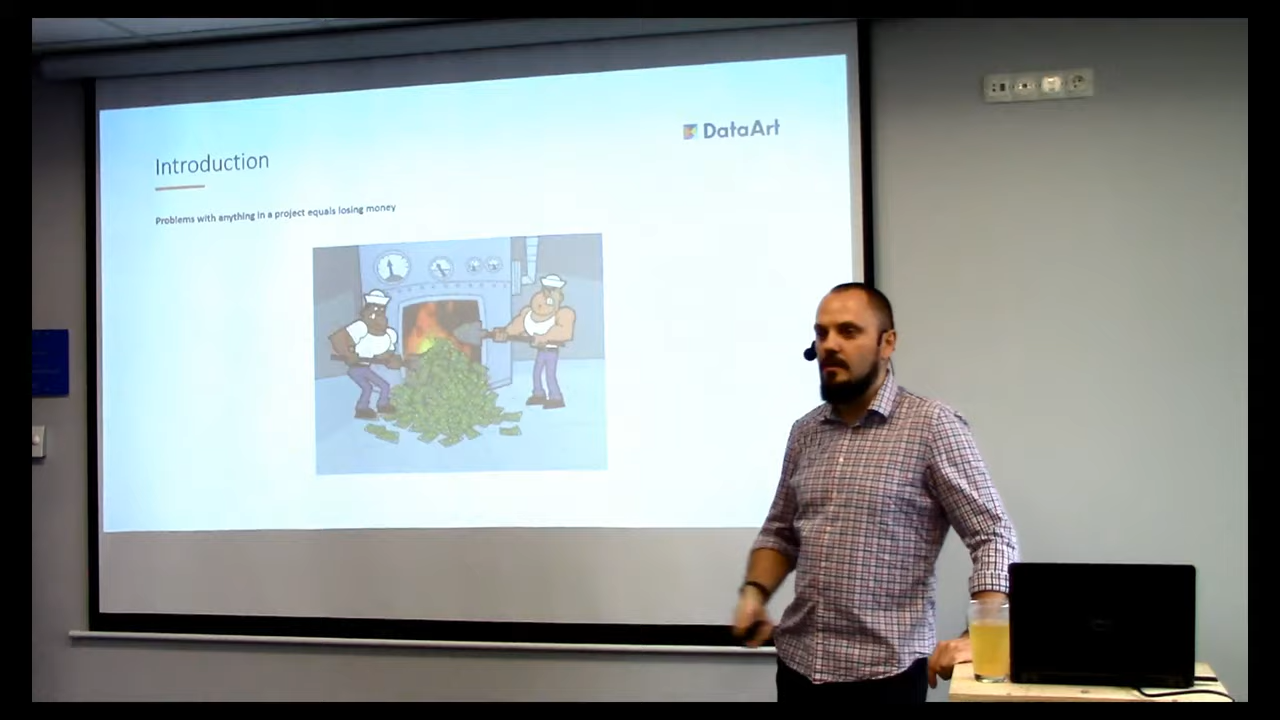 DataArt
Introduction
Problems with anything in a project equals losing money